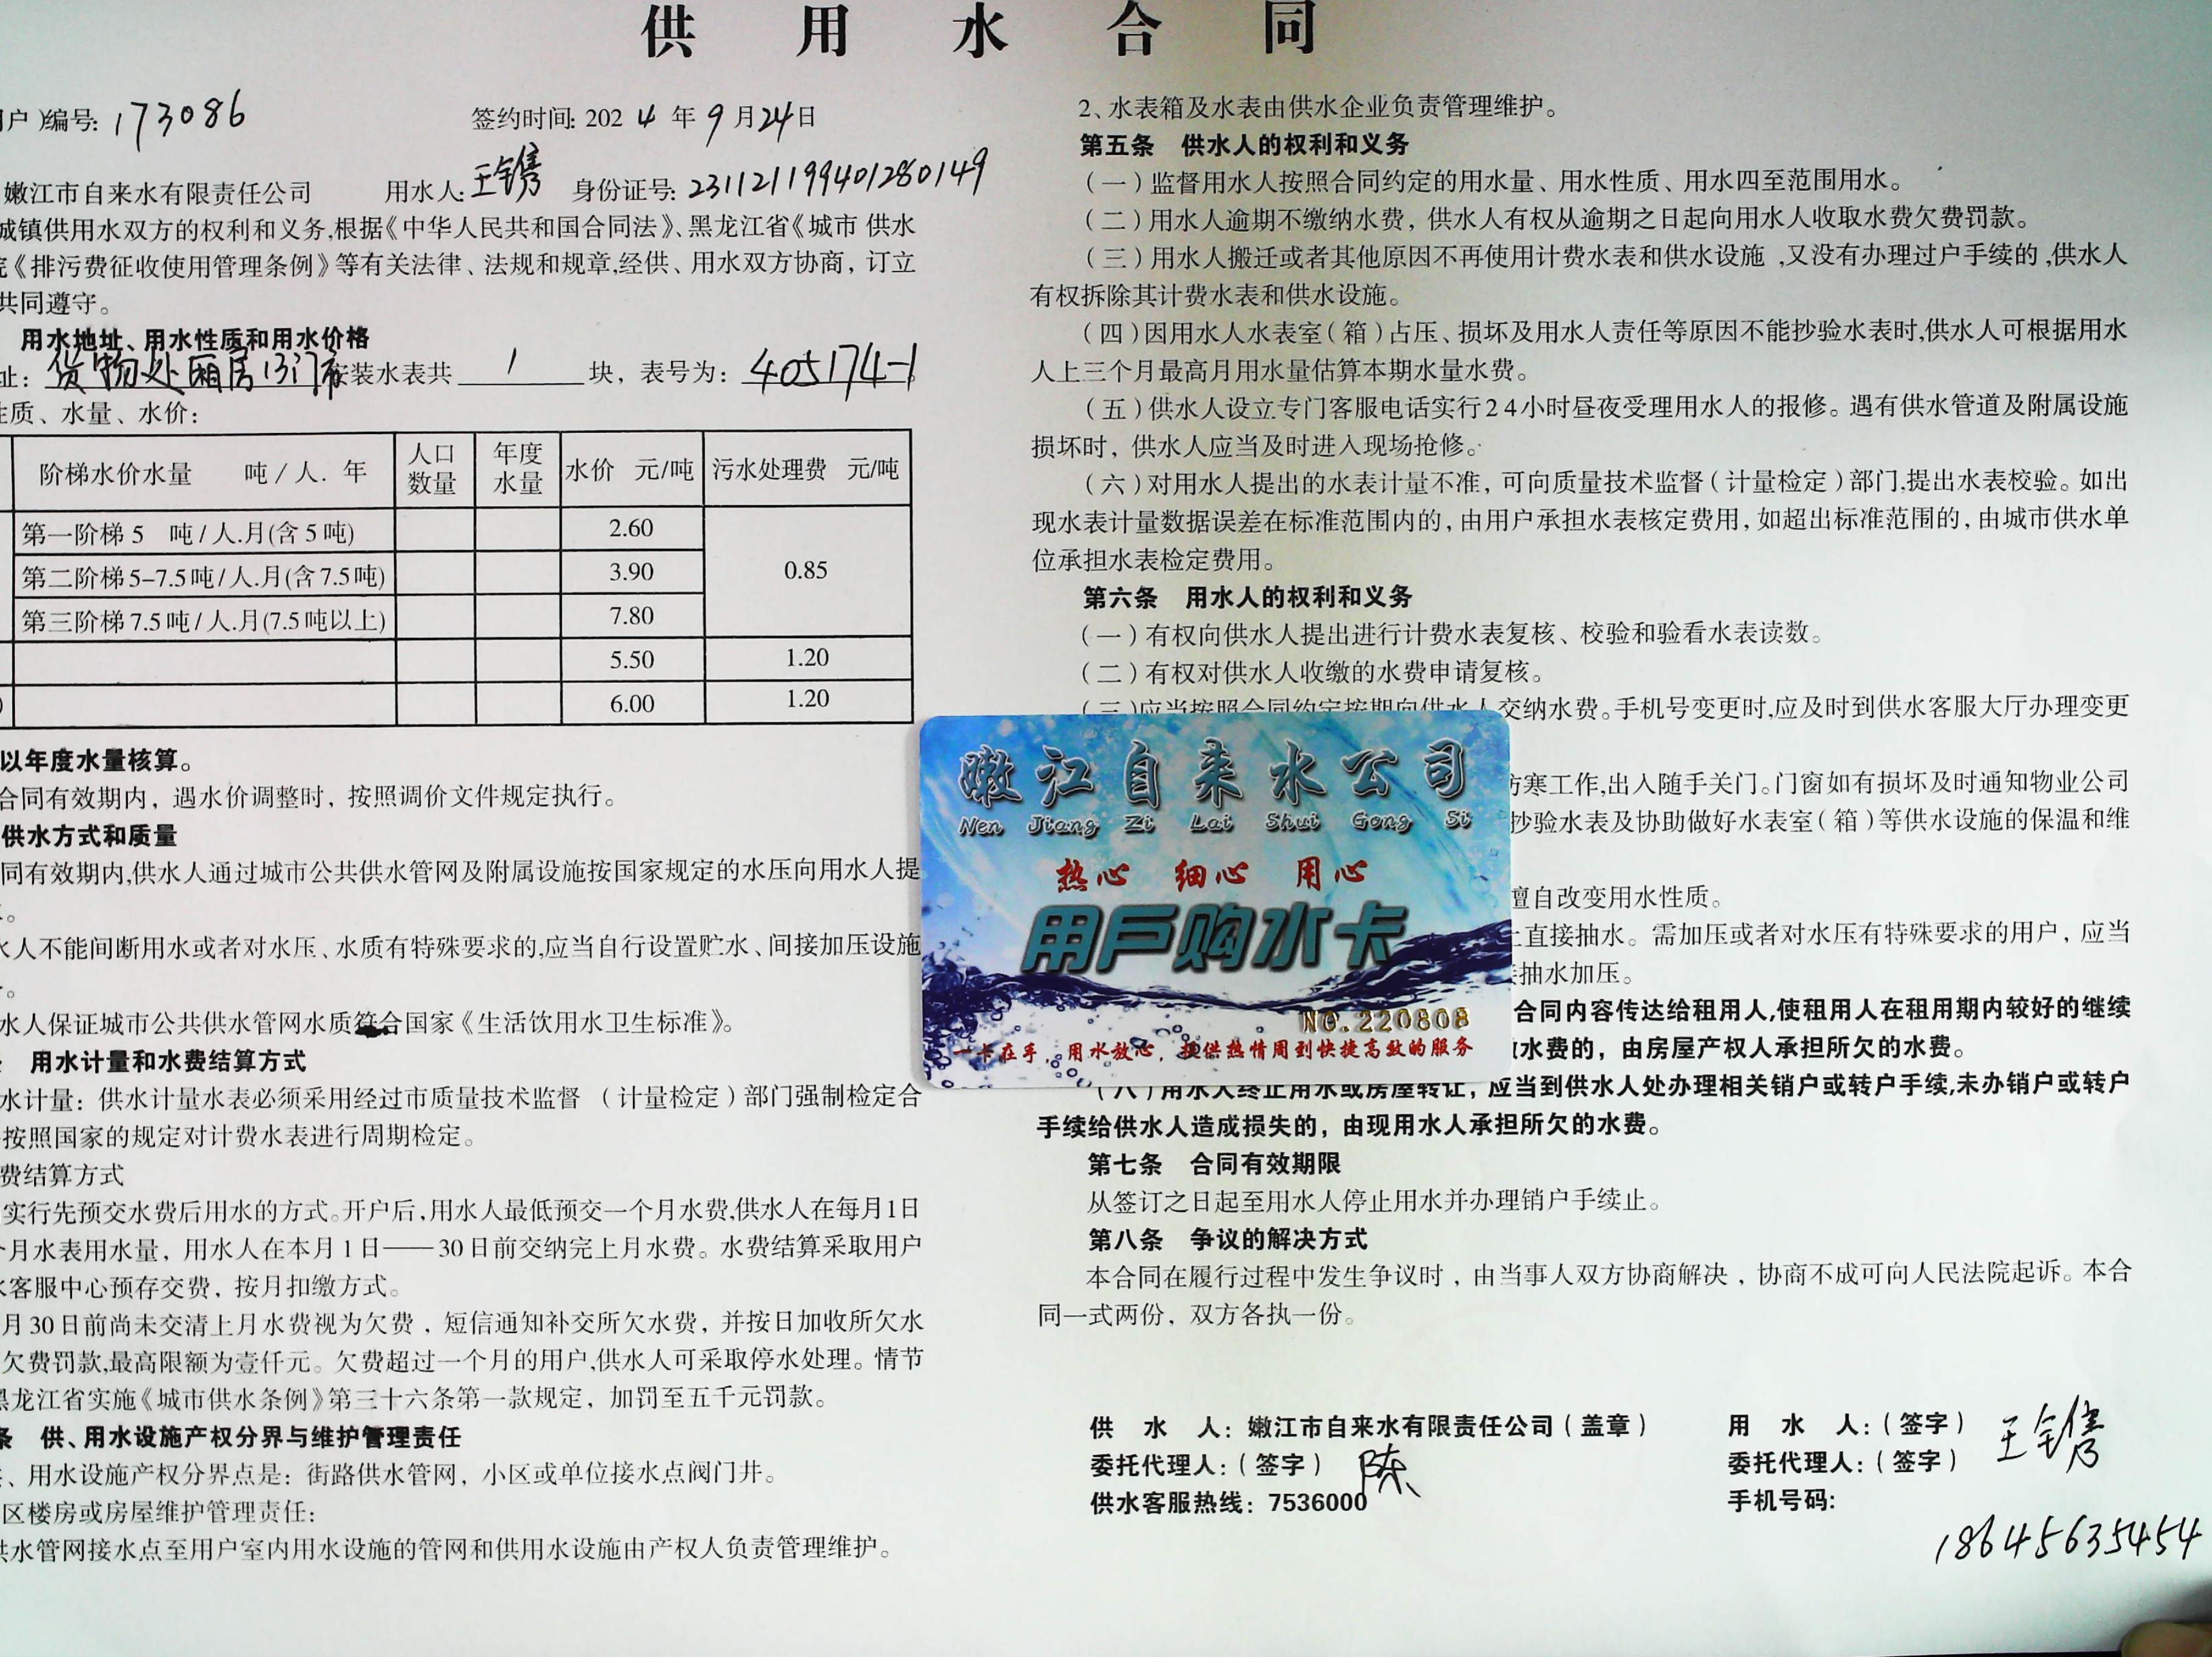 供 用 水 合 同
户)编号: 173086 签约时间: 2024 年 9 月 24 日
嫩江市自来水有限责任公司 用水人: 王镌 身份证号: 231121199401280149
城镇供用水双方的权利和义务,根据《中华人民共和国合同法》、黑龙江省《城市 供水
《排污费征收使用管理条例》等有关法律、法规和规章,经供、用水双方协商，订立
共同遵守。
用水地址、用水性质和用水价格
址: 货物处厢房13门市 安装水表共 1 块，表号为: 405174-1
性质、水量、水价:
阶梯水价水量 吨/人. 年 人口数量 年度水量 水价 元/吨 污水处理费 元/吨
第一阶梯 5 吨/人.月(含5吨) 2.60 0.85
第二阶梯 5-7.5吨/人.月(含7.5吨) 3.90
第三阶梯 7.5吨/人.月(7.5吨以上) 7.80
5.50 1.20
) 6.00 1.20
以年度水量核算。
合同有效期内，遇水价调整时，按照调价文件规定执行。
供水方式和质量
同有效期内,供水人通过城市公共供水管网及附属设施按国家规定的水压向用水人提
。
水人不能间断用水或者对水压、水质有特殊要求的,应当自行设置贮水、间接加压设施
。
水人保证城市公共供水管网水质符合国家《生活饮用水卫生标准》。
用水计量和水费结算方式
水计量: 供水计量水表必须采用经过市质量技术监督 （计量检定）部门强制检定合
按照国家的规定对计费水表进行周期检定。
费结算方式
实行先预交水费后用水的方式。开户后,用水人最低预交一个月水费,供水人在每月1日
个月水表用水量，用水人在本月1日——30日前交纳完上月水费。水费结算采取用户
客服中心预存交费，按月扣缴方式。
月30日前尚未交清上月水费视为欠费，短信通知补交所欠水费，并按日加收所欠水
欠费罚款,最高限额为壹仟元。欠费超过一个月的用户,供水人可采取停水处理。情节
黑龙江省实施《城市供水条例》第三十六条第一款规定，加罚至五千元罚款。
条 供、用水设施产权分界与维护管理责任
、用水设施产权分界点是: 街路供水管网，小区或单位接水点阀门井。
区楼房或房屋维护管理责任:
供水管网接水点至用户室内用水设施的管网和供用水设施由产权人负责管理维护。
2、水表箱及水表由供水企业负责管理维护。
第五条 供水人的权利和义务
（一）监督用水人按照合同约定的用水量、用水性质、用水四至范围用水。
（二）用水人逾期不缴纳水费，供水人有权从逾期之日起向用水人收取水费欠费罚款。
（三）用水人搬迁或者其他原因不再使用计费水表和供水设施 ,又没有办理过户手续的 ,供水人
有权拆除其计费水表和供水设施。
（四）因用水人水表室（箱）占压、损坏及用水人责任等原因不能抄验水表时,供水人可根据用水
人上三个月最高月用水量估算本期水量水费。
（五）供水人设立专门客服电话实行24小时昼夜受理用水人的报修。遇有供水管道及附属设施
损坏时，供水人应当及时进入现场抢修。
（六）对用水人提出的水表计量不准，可向质量技术监督（计量检定）部门,提出水表校验。如出
现水表计量数据误差在标准范围内的，由用户承担水表核定费用，如超出标准范围的，由城市供水单
位承担水表检定费用。
第六条 用水人的权利和义务
（一）有权向供水人提出进行计费水表复核、校验和验看水表读数。
（二）有权对供水人收缴的水费申请复核。
（三）应当按照合同约定按期向供水人交纳水费。手机号变更时,应及时到供水客服大厅办理变更
防寒工作,出入随手关门。门窗如有损坏及时通知物业公司
抄验水表及协助做好水表室（箱）等供水设施的保温和维
擅自改变用水性质。
上直接抽水。需加压或者对水压有特殊要求的用户，应当
抽水加压。
合同内容传达给租用人,使租用人在租用期内较好的继续
水费的，由房屋产权人承担所欠的水费。
（八）用水人终止用水或房屋转让，应当到供水人处办理相关销户或转户手续,未办销户或转户
手续给供水人造成损失的，由现用水人承担所欠的水费。
第七条 合同有效期限
从签订之日起至用水人停止用水并办理销户手续止。
第八条 争议的解决方式
本合同在履行过程中发生争议时，由当事人双方协商解决，协商不成可向人民法院起诉。本合
同一式两份，双方各执一份。
供 水 人: 嫩江市自来水有限责任公司（盖章） 用 水 人:（签字） 王镌
委托代理人:（签字） 陈 委托代理人:（签字）
供水客服热线: 7536000 手机号码:
18645635454
嫩江自来水公司
Nen Jiang Zi Lai Shui Gong Si
热心 细心 用心
用户购水卡
NO.220808
一卡在手，用水放心，提供热情周到快捷高效的服务